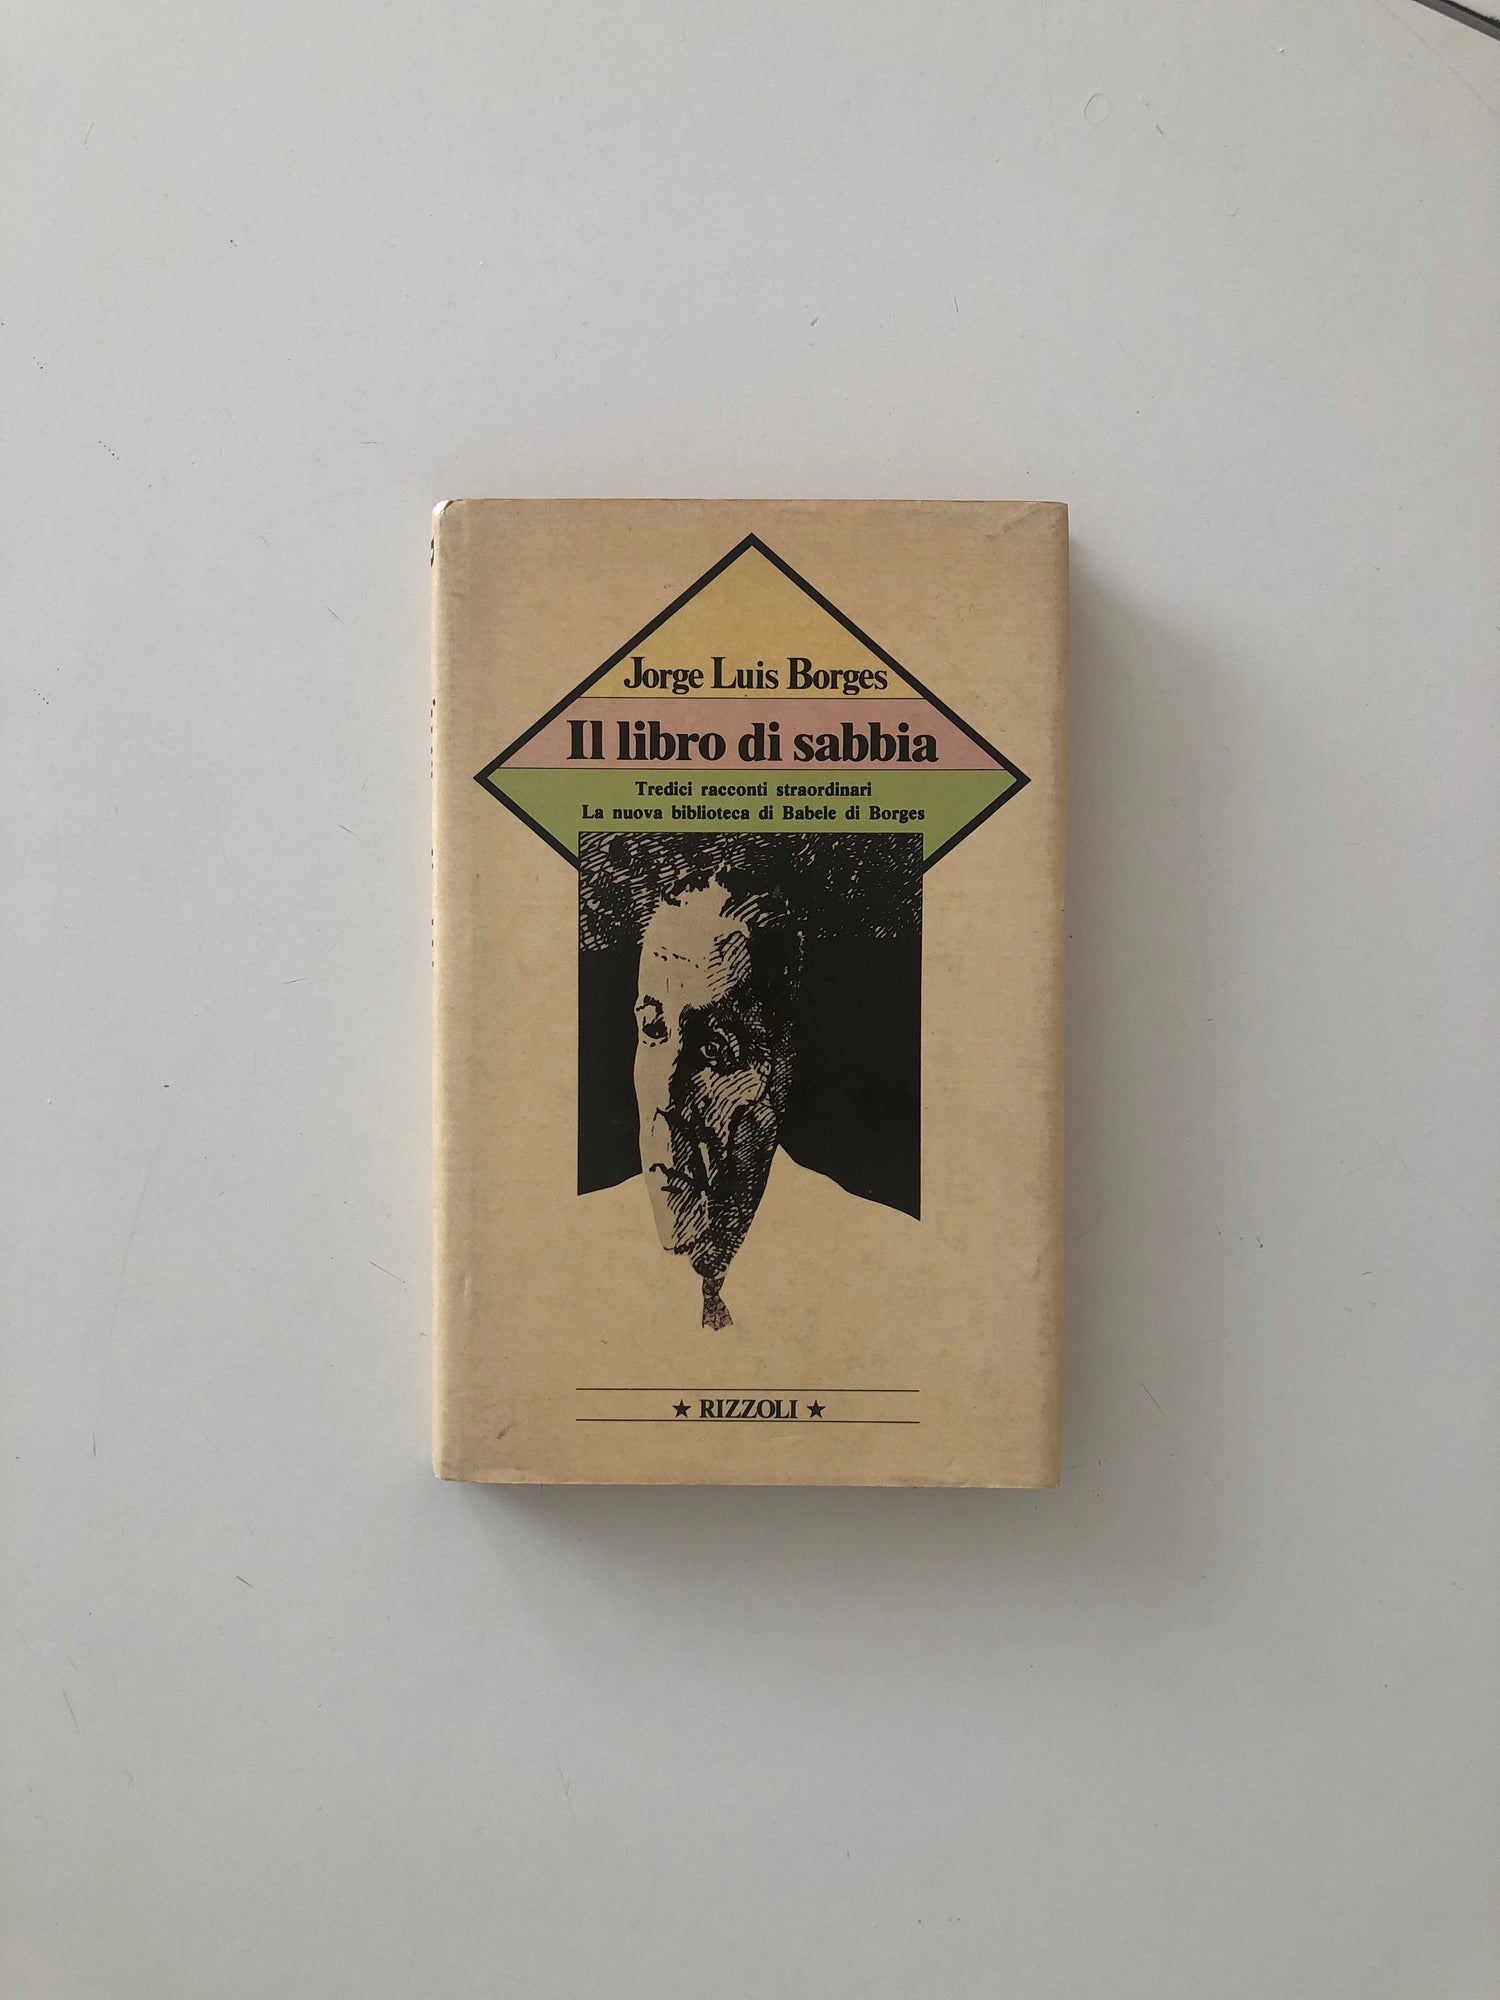 Jorge Luis Borges
Il libro di sabbia
Tredici racconti straordinari
La nuova biblioteca di Babele di Borges
★ RIZZOLI ★